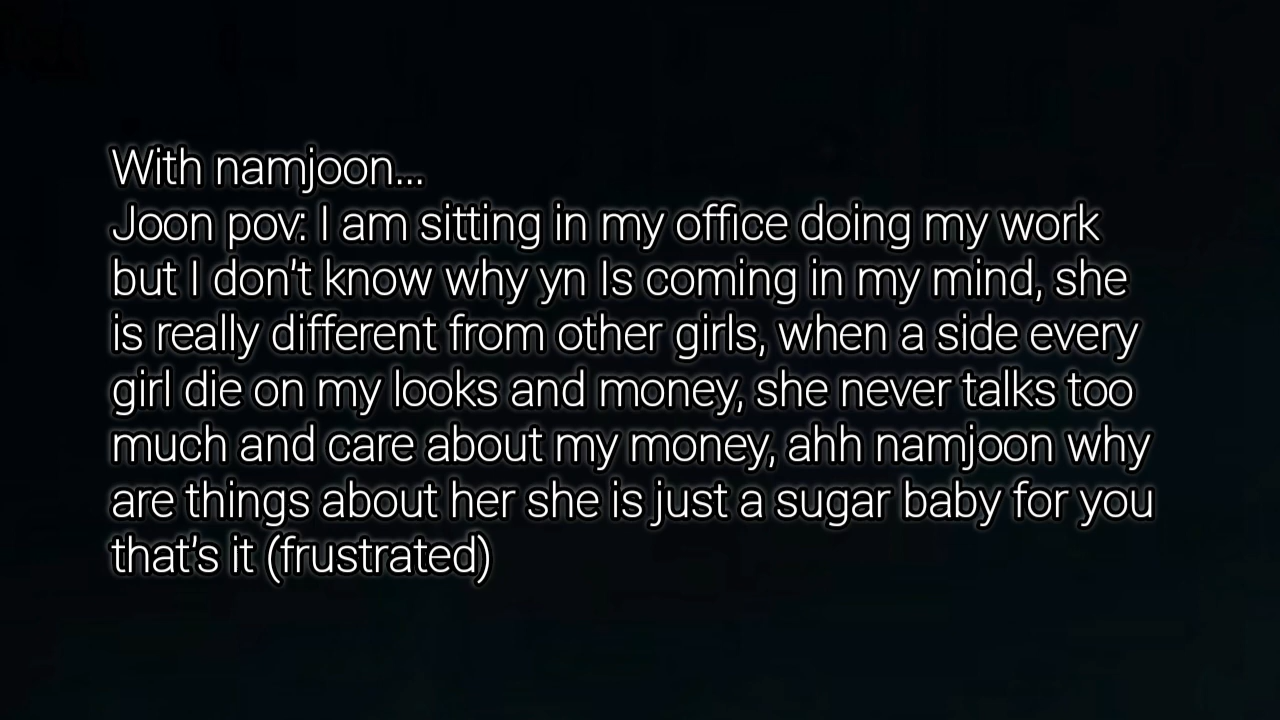 With namjoon...
Joon pov: I am sitting in my office doing my work
but I don't know why yn Is coming in my mind, she
is really different from other girls, when a side every
girl die on my looks and money, she never talks too
much and care about my money, ahh namjoon why
are things about her she is just a sugar baby for you
that's it (frustrated)